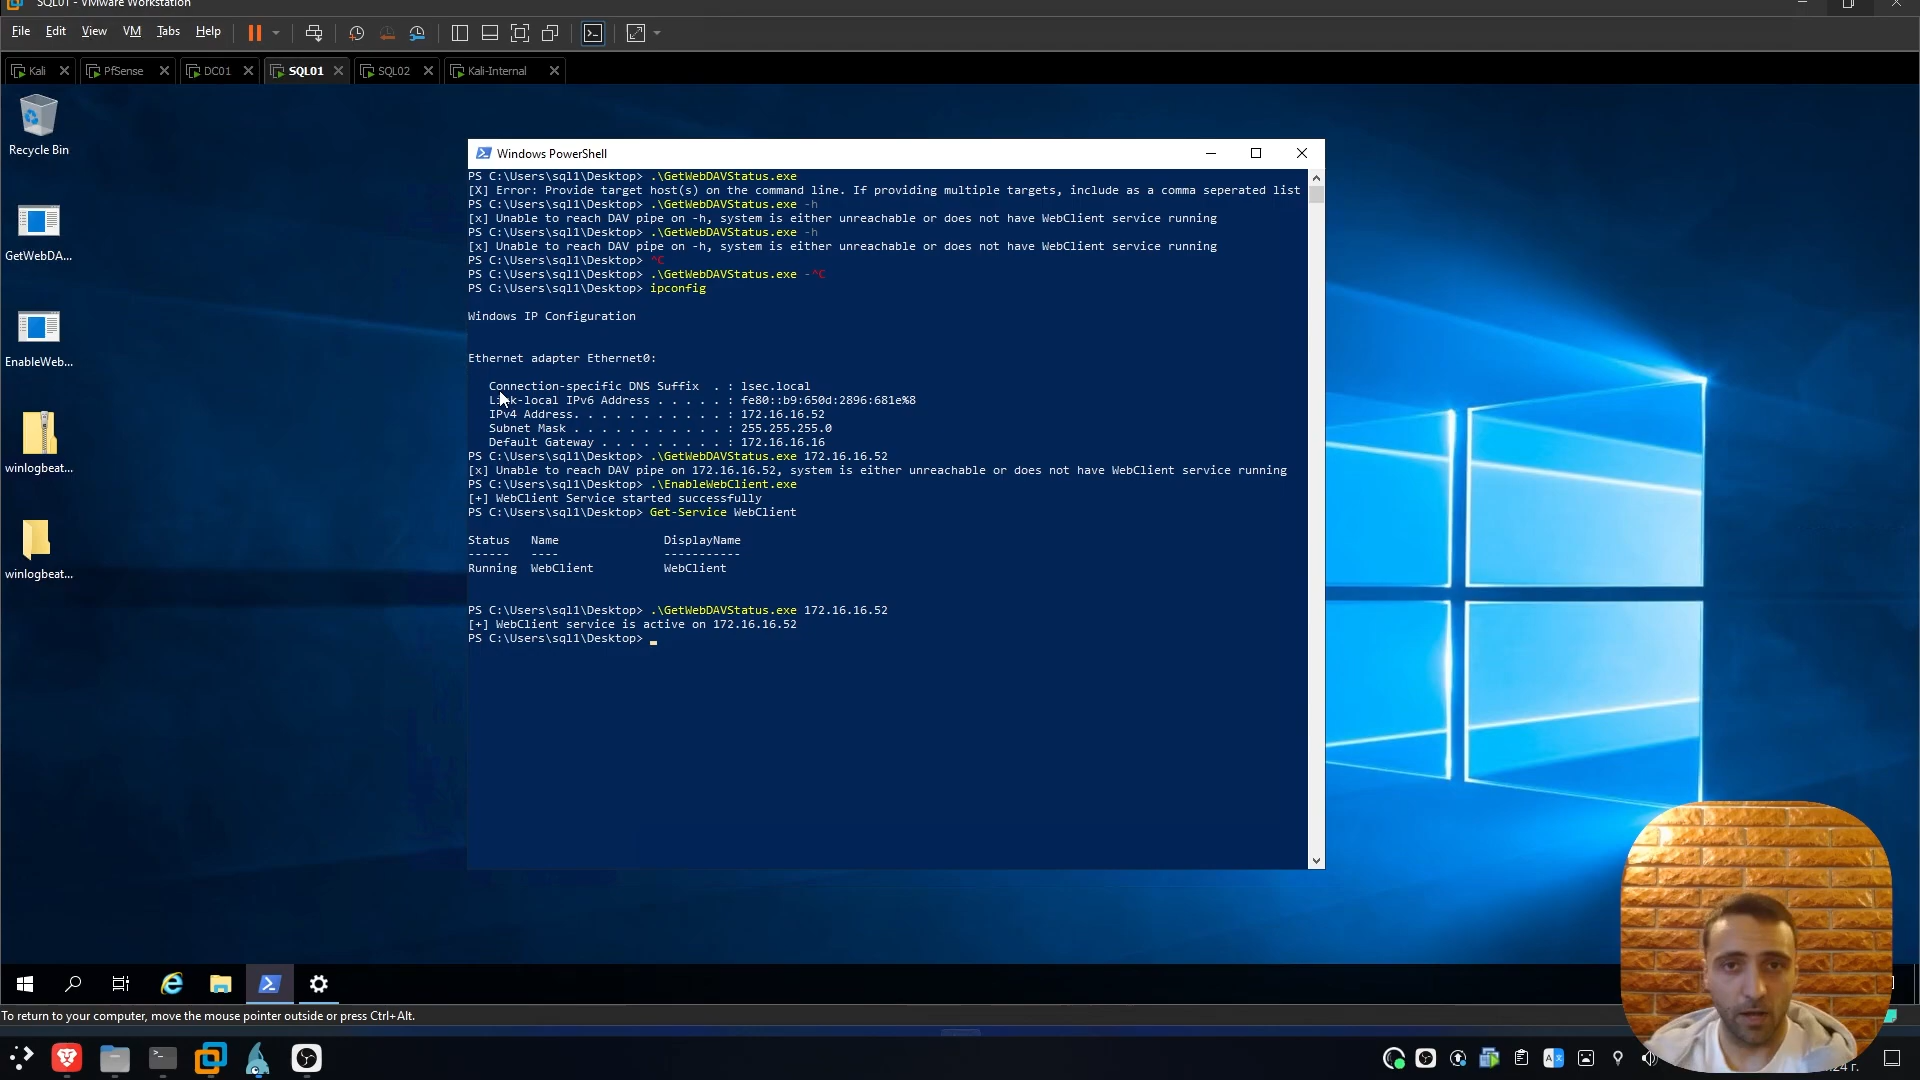 SQL01 - VMware Workstation
File Edit View VM Tabs Help
Kali PfSense DC01 SQL01 SQL02 Kali-Internal
Recycle Bin
GetWebDA...
EnableWeb...
winlogbeat...
winlogbeat...
Windows PowerShell
PS C:\Users\sql1\Desktop> .\GetWebDAVStatus.exe
[X] Error: Provide target host(s) on the command line. If providing multiple targets, include as a comma seperated list
PS C:\Users\sql1\Desktop> .\GetWebDAVStatus.exe -h
[x] Unable to reach DAV pipe on -h, system is either unreachable or does not have WebClient service running
PS C:\Users\sql1\Desktop> .\GetWebDAVStatus.exe -h
[x] Unable to reach DAV pipe on -h, system is either unreachable or does not have WebClient service running
PS C:\Users\sql1\Desktop> ^C
PS C:\Users\sql1\Desktop> .\GetWebDAVStatus.exe -^C
PS C:\Users\sql1\Desktop> ipconfig
Windows IP Configuration
Ethernet adapter Ethernet0:
Connection-specific DNS Suffix . : lsec.local
Link-local IPv6 Address . . . . . : fe80::b9:650d:2896:681e%8
IPv4 Address. . . . . . . . . . . : 172.16.16.52
Subnet Mask . . . . . . . . . . . : 255.255.255.0
Default Gateway . . . . . . . . . : 172.16.16.16
PS C:\Users\sql1\Desktop> .\GetWebDAVStatus.exe 172.16.16.52
[x] Unable to reach DAV pipe on 172.16.16.52, system is either unreachable or does not have WebClient service running
PS C:\Users\sql1\Desktop> .\EnableWebClient.exe
[+] WebClient Service started successfully
PS C:\Users\sql1\Desktop> Get-Service WebClient
Status Name DisplayName
------ ---- -----------
Running WebClient WebClient
PS C:\Users\sql1\Desktop> .\GetWebDAVStatus.exe 172.16.16.52
[+] WebClient service is active on 172.16.16.52
PS C:\Users\sql1\Desktop>
To return to your computer, move the mouse pointer outside or press Ctrl+Alt.